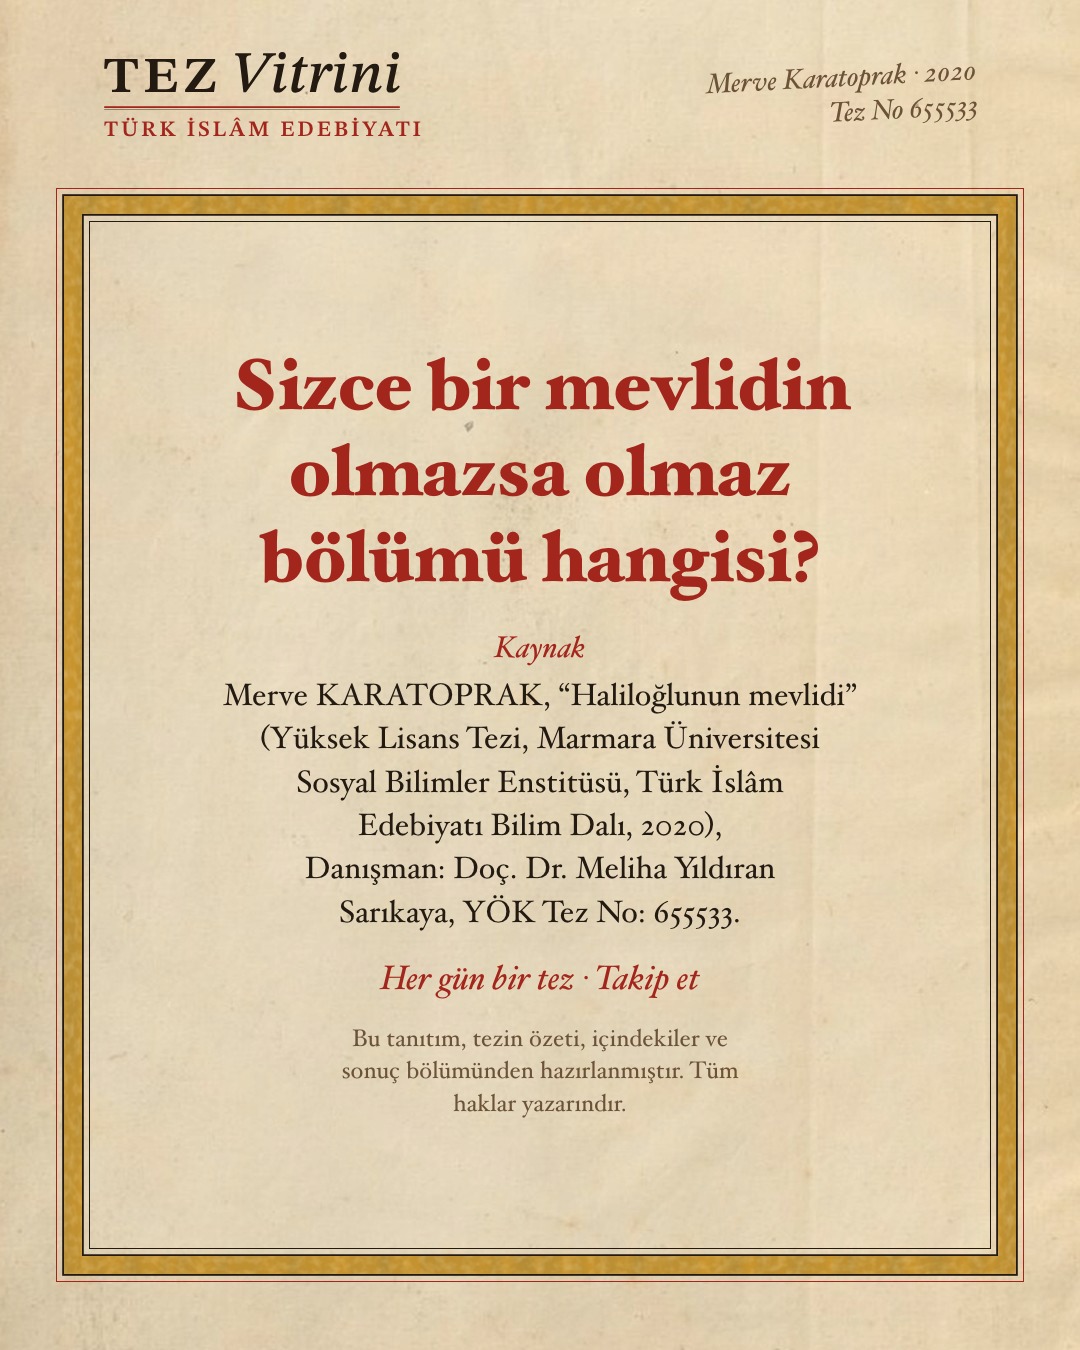 TEZ Vitrini
TÜRK İSLÂM EDEBİYATI
Merve Karatoprak · 2020
Tez No 655533
Sizce bir mevlidin
olmazsa olmaz
bölümü hangisi?
Kaynak
Merve KARATOPRAK, “Haliloğlunun mevlidi”
(Yüksek Lisans Tezi, Marmara Üniversitesi
Sosyal Bilimler Enstitüsü, Türk İslâm
Edebiyatı Bilim Dalı, 2020),
Danışman: Doç. Dr. Meliha Yıldıran
Sarıkaya, YÖK Tez No: 655533.
Her gün bir tez · Takip et
Bu tanıtım, tezin özeti, içindekiler ve
sonuç bölümünden hazırlanmıştır. Tüm
haklar yazarındır.